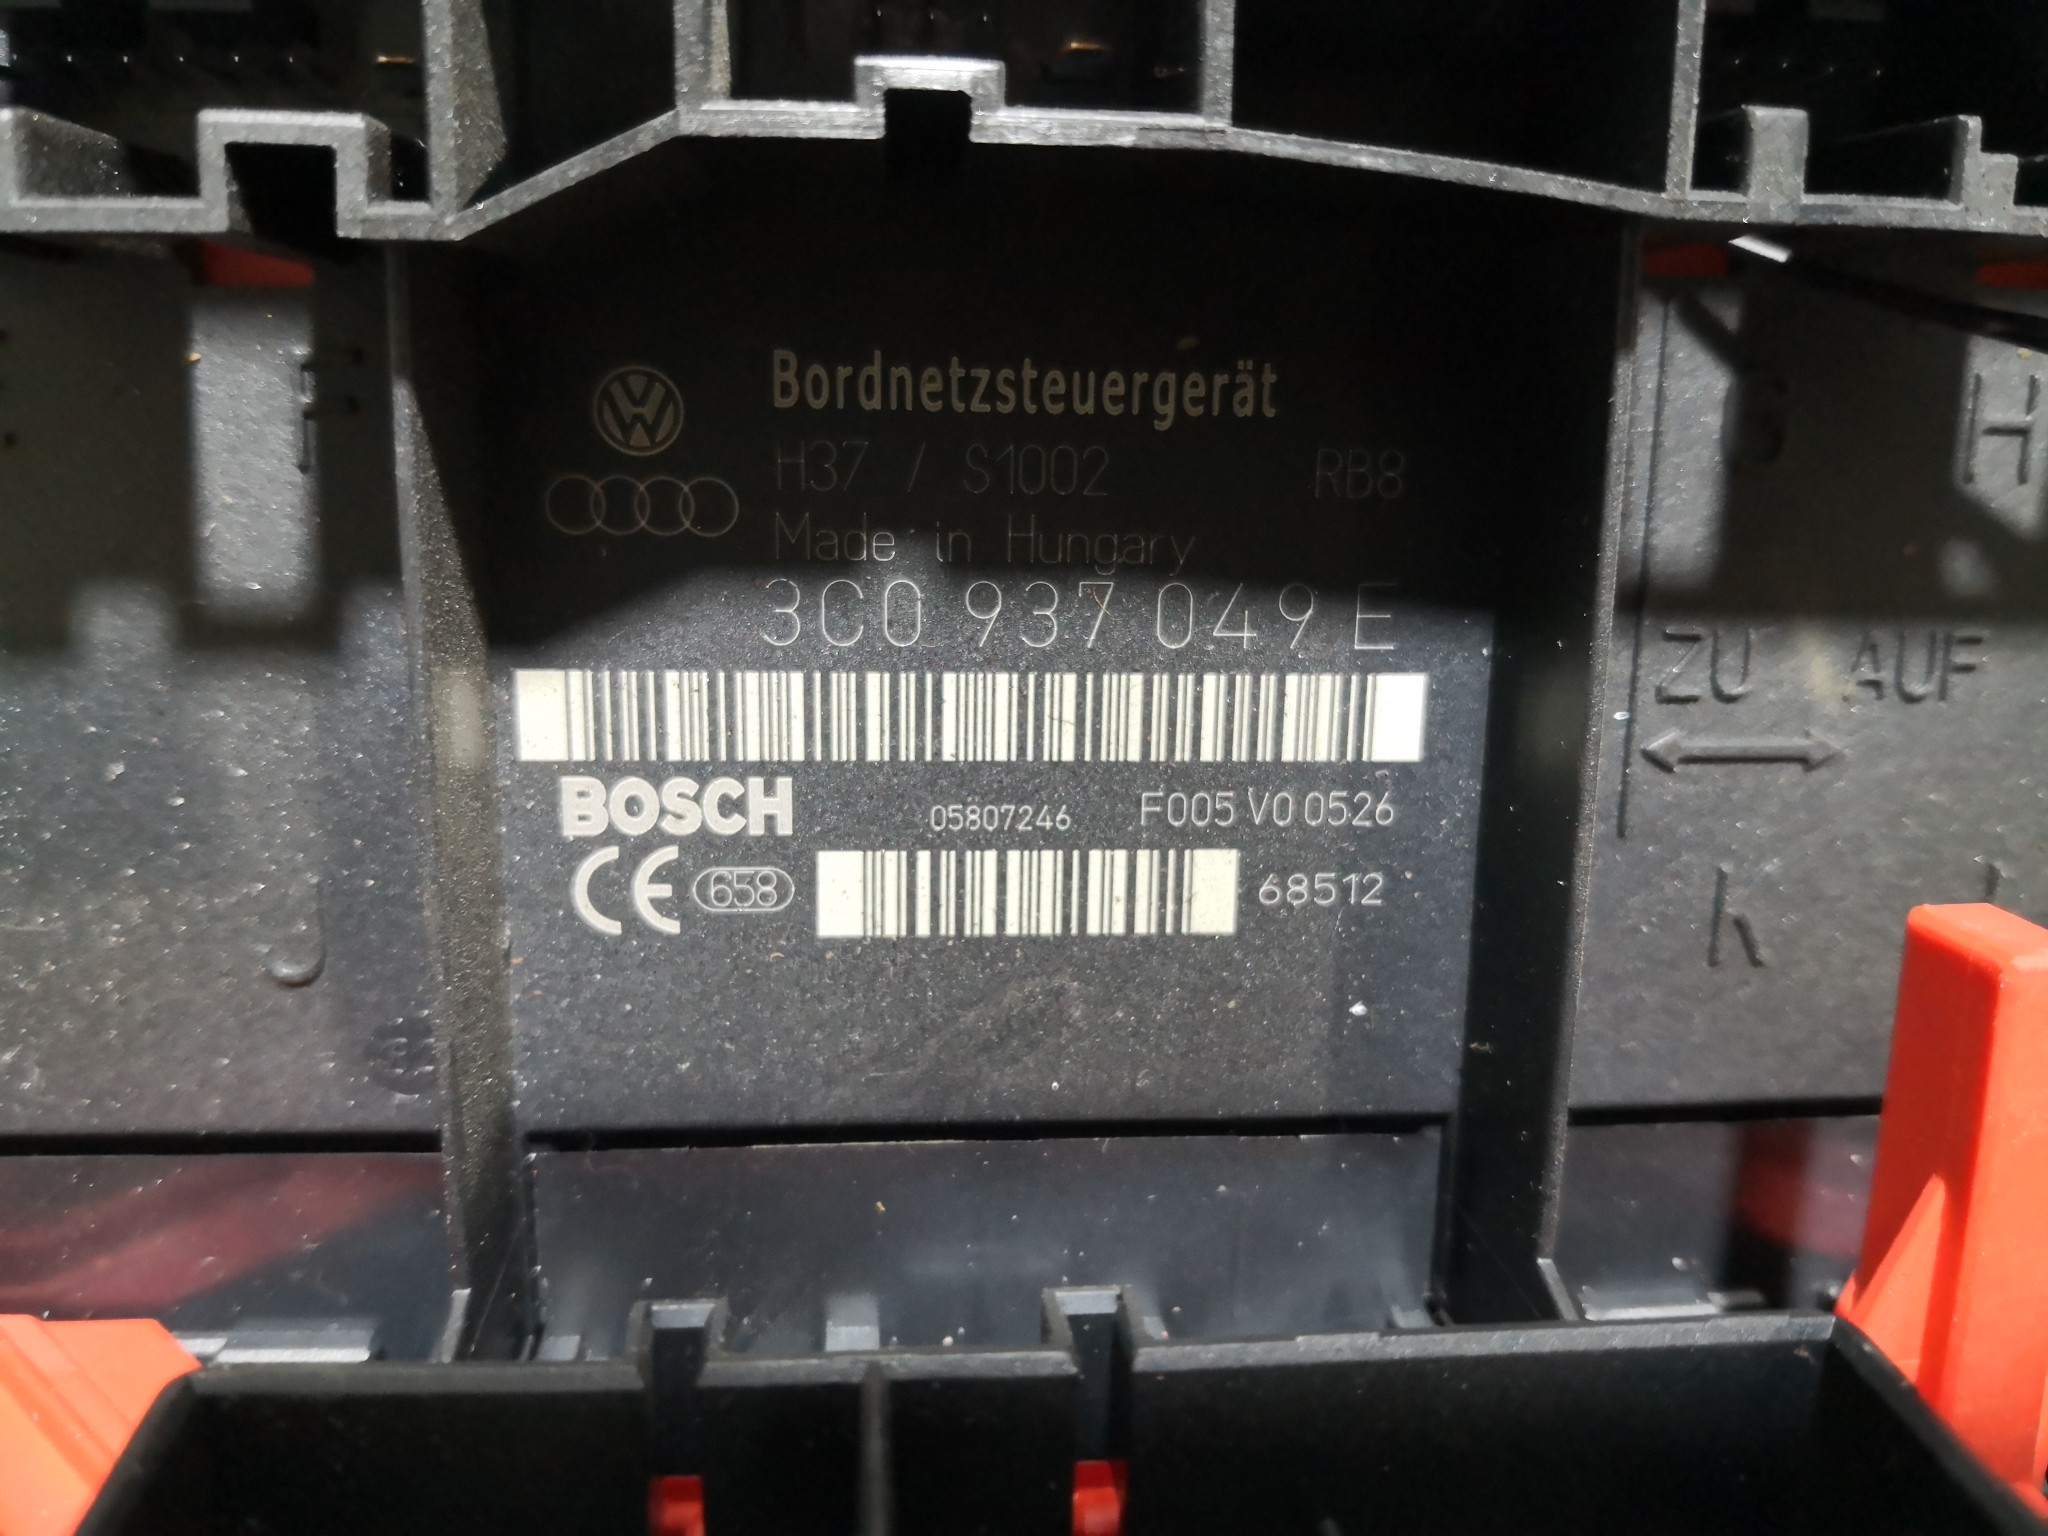 Bordnetzsteuergerät
H37 / S1002 RB8
Made in Hungary
3C0 937 049 E
BOSCH 05807246 F005 V0 0526
CE 658 68512
F
G H
ZU AUF
J
K